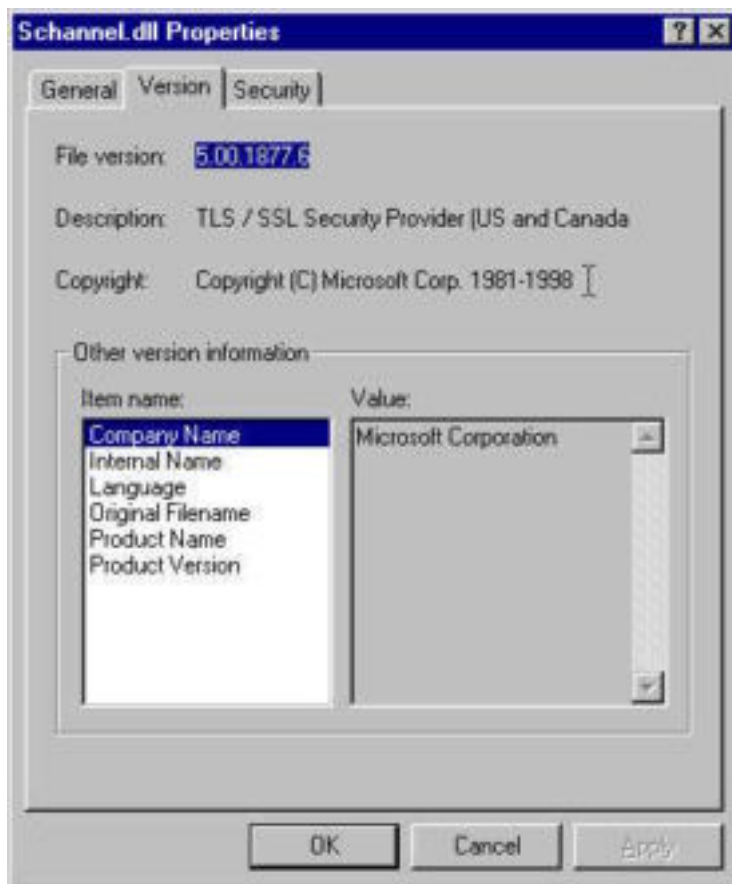 Schannel.dll Properties
General Version Security
File version: 5.00.1877.6
Description: TLS / SSL Security Provider (US and Canada
Copyright: Copyright (C) Microsoft Corp. 1981-1998
Other version information
Item name: Value:
Company Name Microsoft Corporation
Internal Name
Language
Original Filename
Product Name
Product Version
OK Cancel Apply